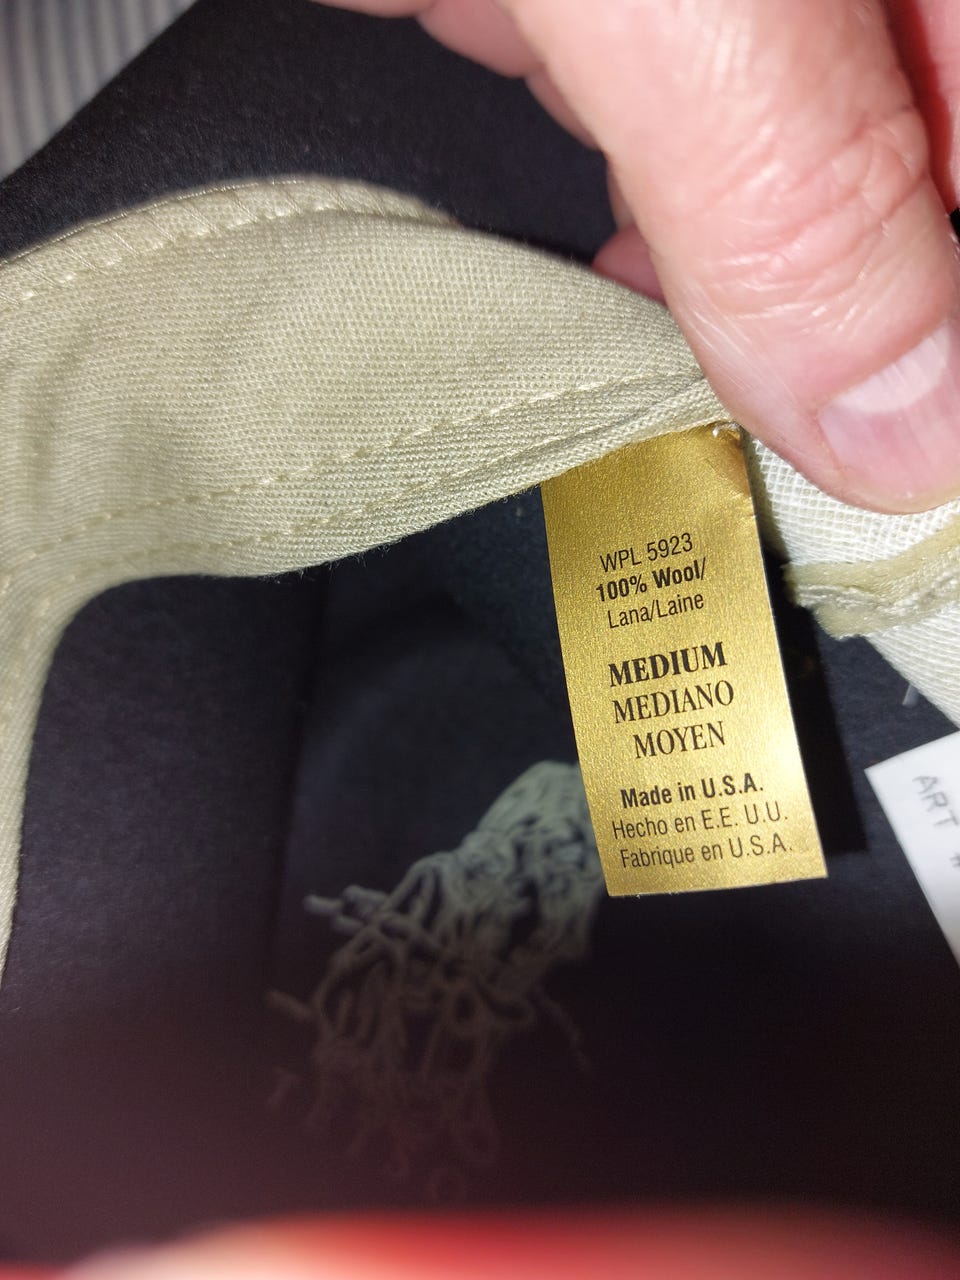 WPL 5923
100% Wool/
Lana/Laine
MEDIUM
MEDIANO
MOYEN
Made in U.S.A.
Hecho en E.E. U.U.
Fabrique en U.S.A.
ART